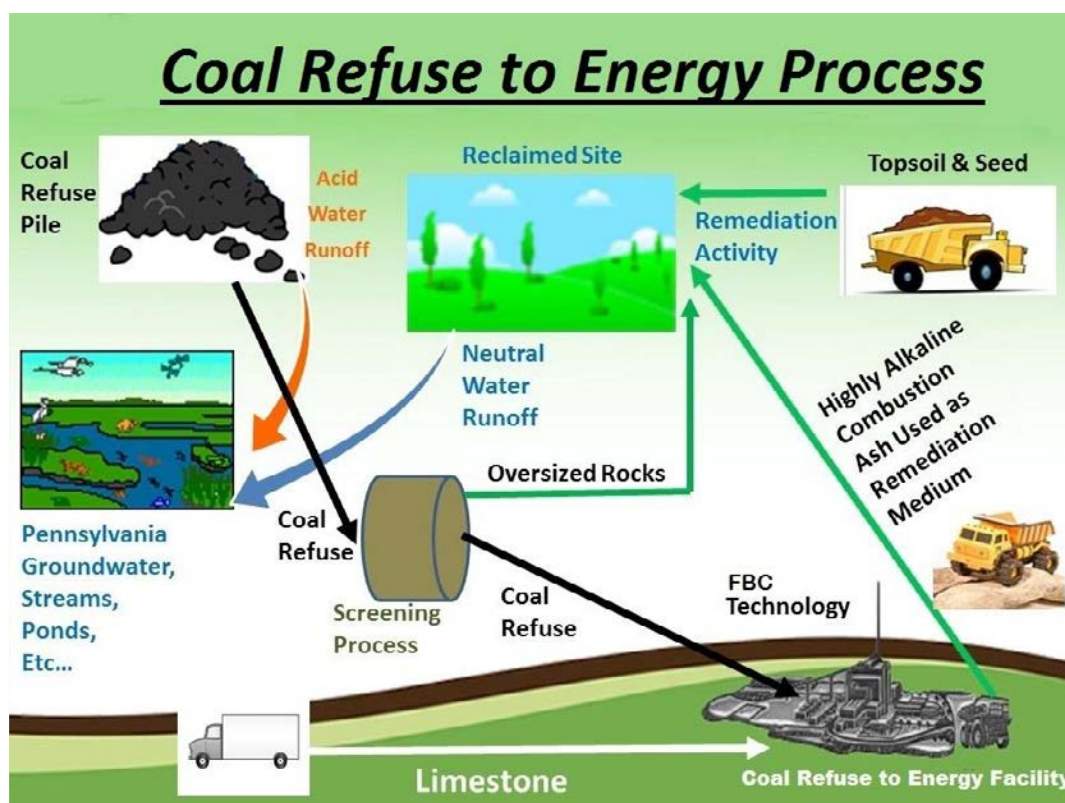 Coal Refuse to Energy Process
Coal
Refuse
Pile
Acid
Water
Runoff
Reclaimed Site
Topsoil & Seed
Remediation
Activity
Neutral
Water
Runoff
Highly Alkaline
Combustion
Ash Used as
Remediation
Medium
Oversized Rocks
Coal
Refuse
Pennsylvania
Groundwater,
Streams,
Ponds,
Etc...
Screening
Process
Coal
Refuse
FBC
Technology
Limestone
Coal Refuse to Energy Facility